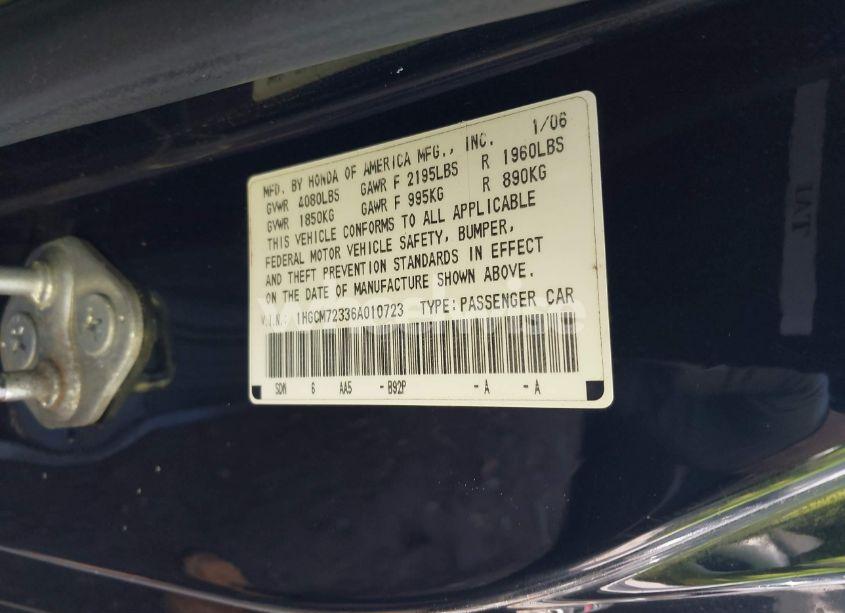 MFD. BY HONDA OF AMERICA MFG., INC. 1/06
GVWR 4080LBS GAWR F 2195LBS R 1960LBS
GVWR 1850KG GAWR F 995KG R 890KG
THIS VEHICLE CONFORMS TO ALL APPLICABLE
FEDERAL MOTOR VEHICLE SAFETY, BUMPER,
AND THEFT PREVENTION STANDARDS IN EFFECT
ON THE DATE OF MANUFACTURE SHOWN ABOVE.
V.I.N.: 1HGCM72336A010723 TYPE:PASSENGER CAR
SDN 6 AA5 -B92P -A -A